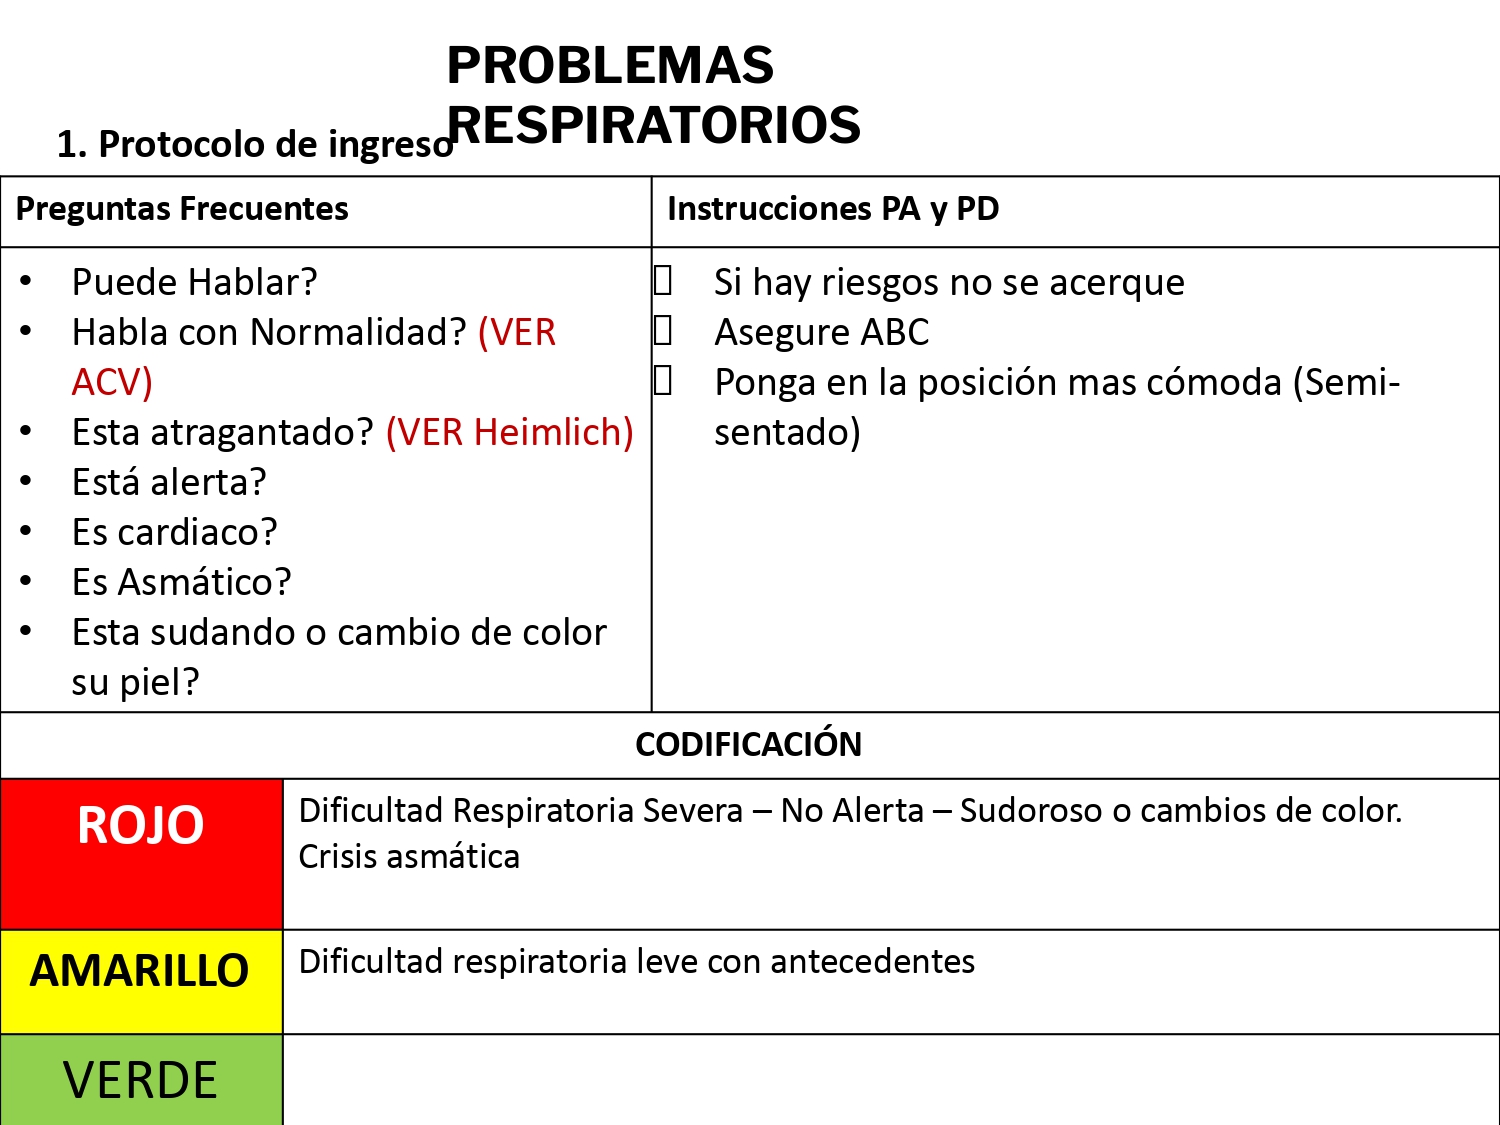 PROBLEMAS
RESPIRATORIOS
1. Protocolo de ingreso
Preguntas Frecuentes
Instrucciones PA y PD
• Puede Hablar?
• Habla con Normalidad? (VER
ACV)
• Esta atragantado? (VER Heimlich)
• Está alerta?
• Es cardiaco?
• Es Asmático?
• Esta sudando o cambio de color
su piel?
Si hay riesgos no se acerque
Asegure ABC
Ponga en la posición mas cómoda (Semi-
sentado)
CODIFICACIÓN
ROJO
Dificultad Respiratoria Severa – No Alerta – Sudoroso o cambios de color.
Crisis asmática
AMARILLO
Dificultad respiratoria leve con antecedentes
VERDE